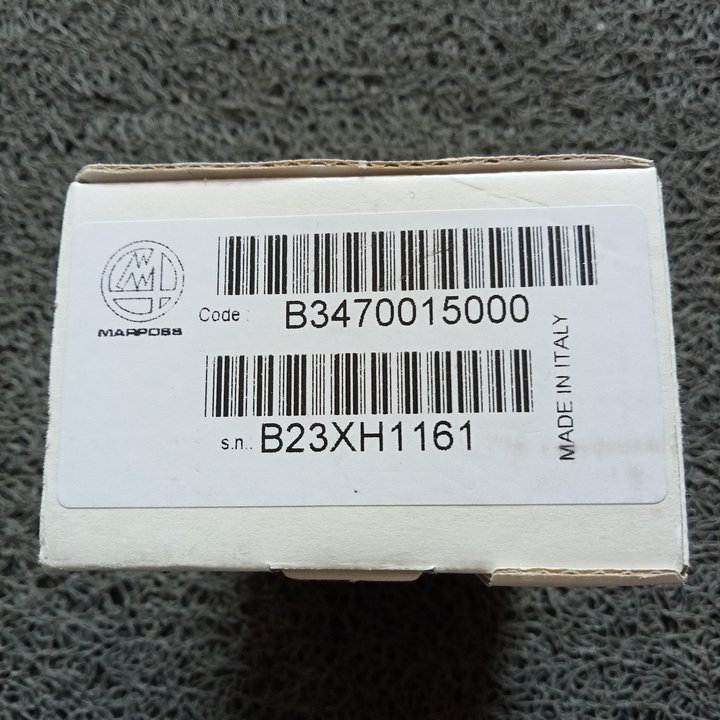 MARPOSS
Code : B3470015000
s.n.. B23XH1161
MADE IN ITALY